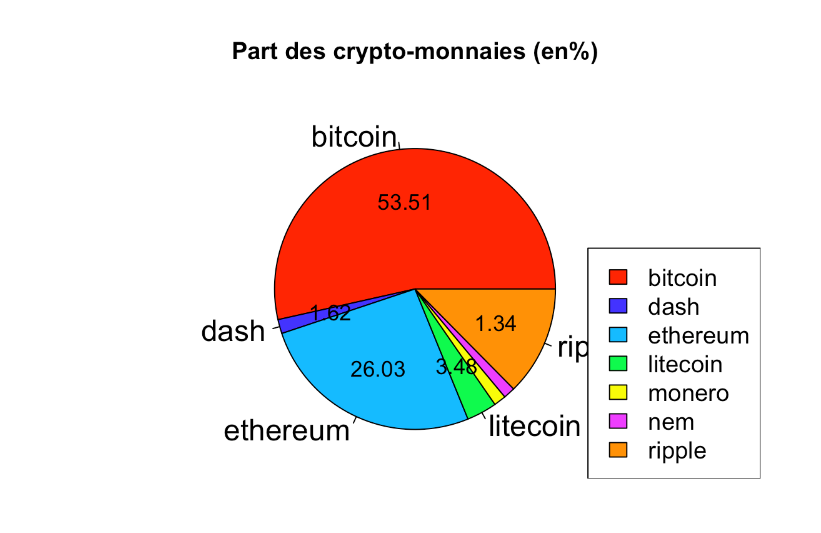 Part des crypto-monnaies (en%)
bitcoin
53.51
1.62
dash
26.03
ethereum
3.48
litecoin
1.34
rip
bitcoin
dash
ethereum
litecoin
monero
nem
ripple